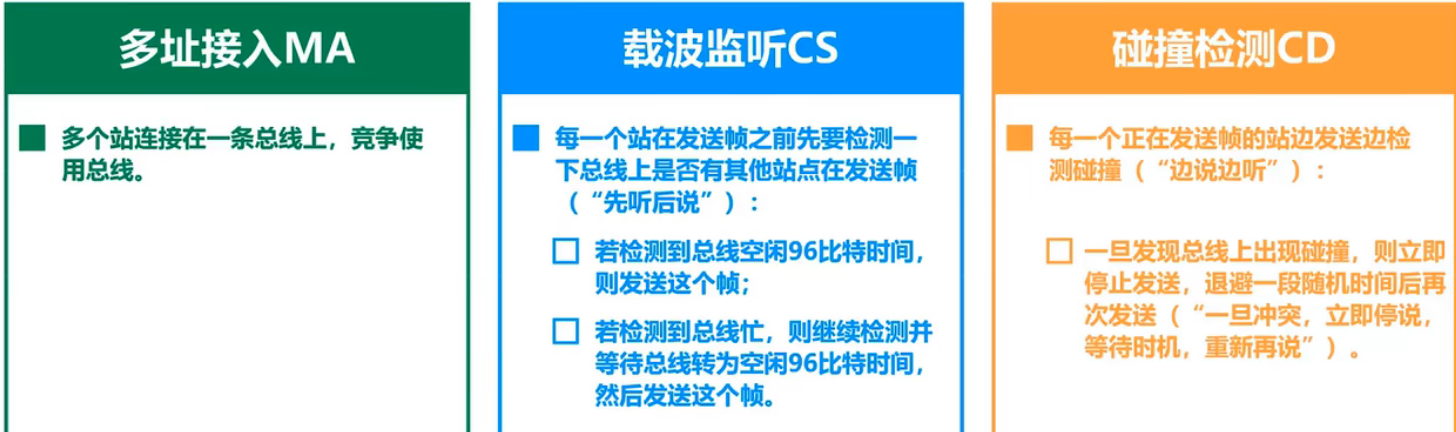 多址接入MA
多个站连接在一条总线上，竞争使
用总线。
载波监听CS
每一个站在发送帧之前先要检测一
下总线上是否有其他站点在发送帧
（“先听后说”）：
若检测到总线空闲96比特时间，
则发送这个帧；
若检测到总线忙，则继续检测并
等待总线转为空闲96比特时间，
然后发送这个帧。
碰撞检测CD
每一个正在发送帧的站边发送边检
测碰撞（“边说边听”）：
一旦发现总线上出现碰撞，则立即
停止发送，退避一段随机时间后再
次发送（“一旦冲突，立即停说，
等待时机，重新再说”）。